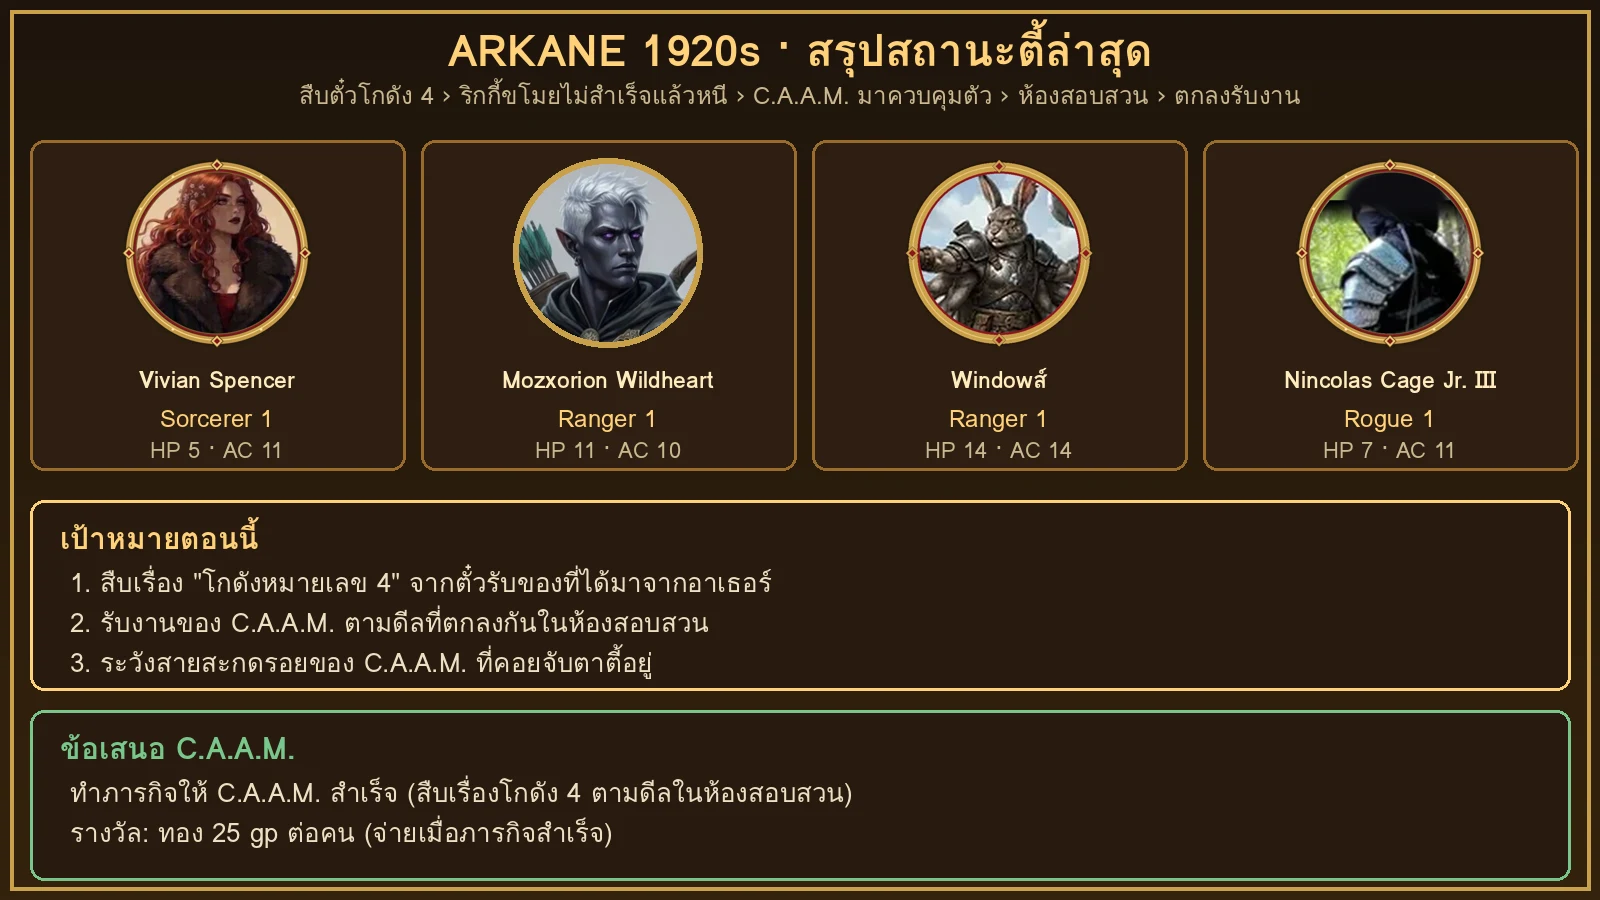 ARKANE 1920s · สรุปสถานะตี้ล่าสุด
สืบตั๋วโกดัง 4 › ริกกี้ขโมยไม่สำเร็จแล้วหนี › C.A.A.M. มาควบคุมตัว › ห้องสอบสวน › ตกลงรับงาน
Vivian Spencer
Sorcerer 1
HP 5 · AC 11
Mozxorion Wildheart
Ranger 1
HP 11 · AC 10
Windowส์
Ranger 1
HP 14 · AC 14
Nincolas Cage Jr. III
Rogue 1
HP 7 · AC 11
เป้าหมายตอนนี้
1. สืบเรื่อง "โกดังหมายเลข 4" จากตั๋วรับของที่ได้มาจากอาเธอร์
2. รับงานของ C.A.A.M. ตามดีลที่ตกลงกันในห้องสอบสวน
3. ระวังสายสะกดรอยของ C.A.A.M. ที่คอยจับตาตี้อยู่
ข้อเสนอ C.A.A.M.
ทำภารกิจให้ C.A.A.M. สำเร็จ (สืบเรื่องโกดัง 4 ตามดีลในห้องสอบสวน)
รางวัล: ทอง 25 gp ต่อคน (จ่ายเมื่อภารกิจสำเร็จ)